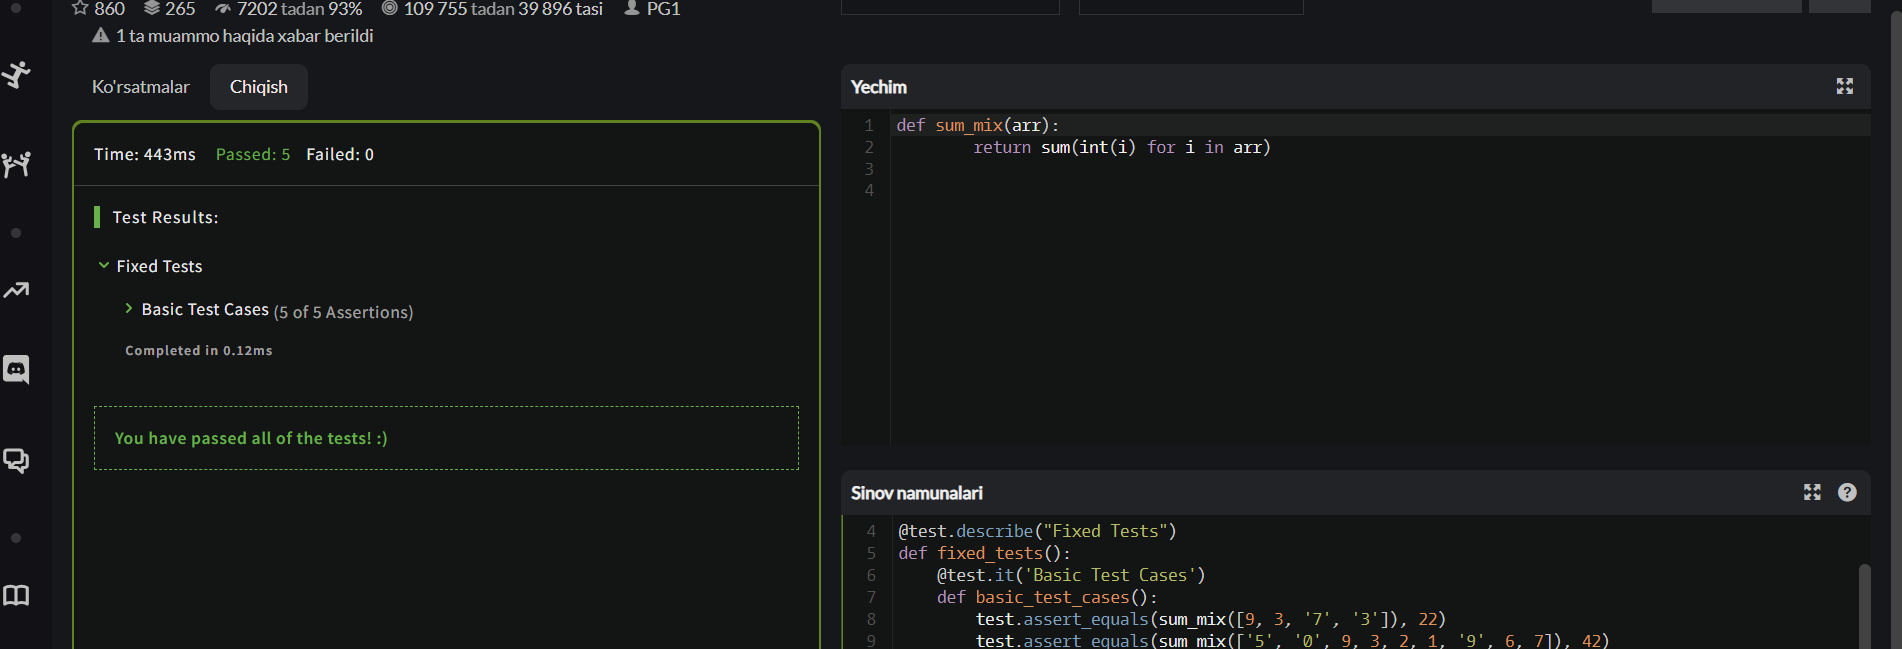 860 265 7202 tadan 93% 109 755 tadan 39 896 tasi PG1
1 ta muammo haqida xabar berildi
Ko'rsatmalar Chiqish
Time: 443ms Passed: 5 Failed: 0
Test Results:
Fixed Tests
Basic Test Cases (5 of 5 Assertions)
Completed in 0.12ms
You have passed all of the tests! :)
Yechim
1 def sum_mix(arr):
2 return sum(int(i) for i in arr)
3
4
Sinov namunalari
4 @test.describe("Fixed Tests")
5 def fixed_tests():
6 @test.it('Basic Test Cases')
7 def basic_test_cases():
8 test.assert_equals(sum_mix([9, 3, '7', '3']), 22)
9 test.assert_equals(sum_mix(['5', '0', 9, 3, 2, 1, '9', 6, 7]), 42)